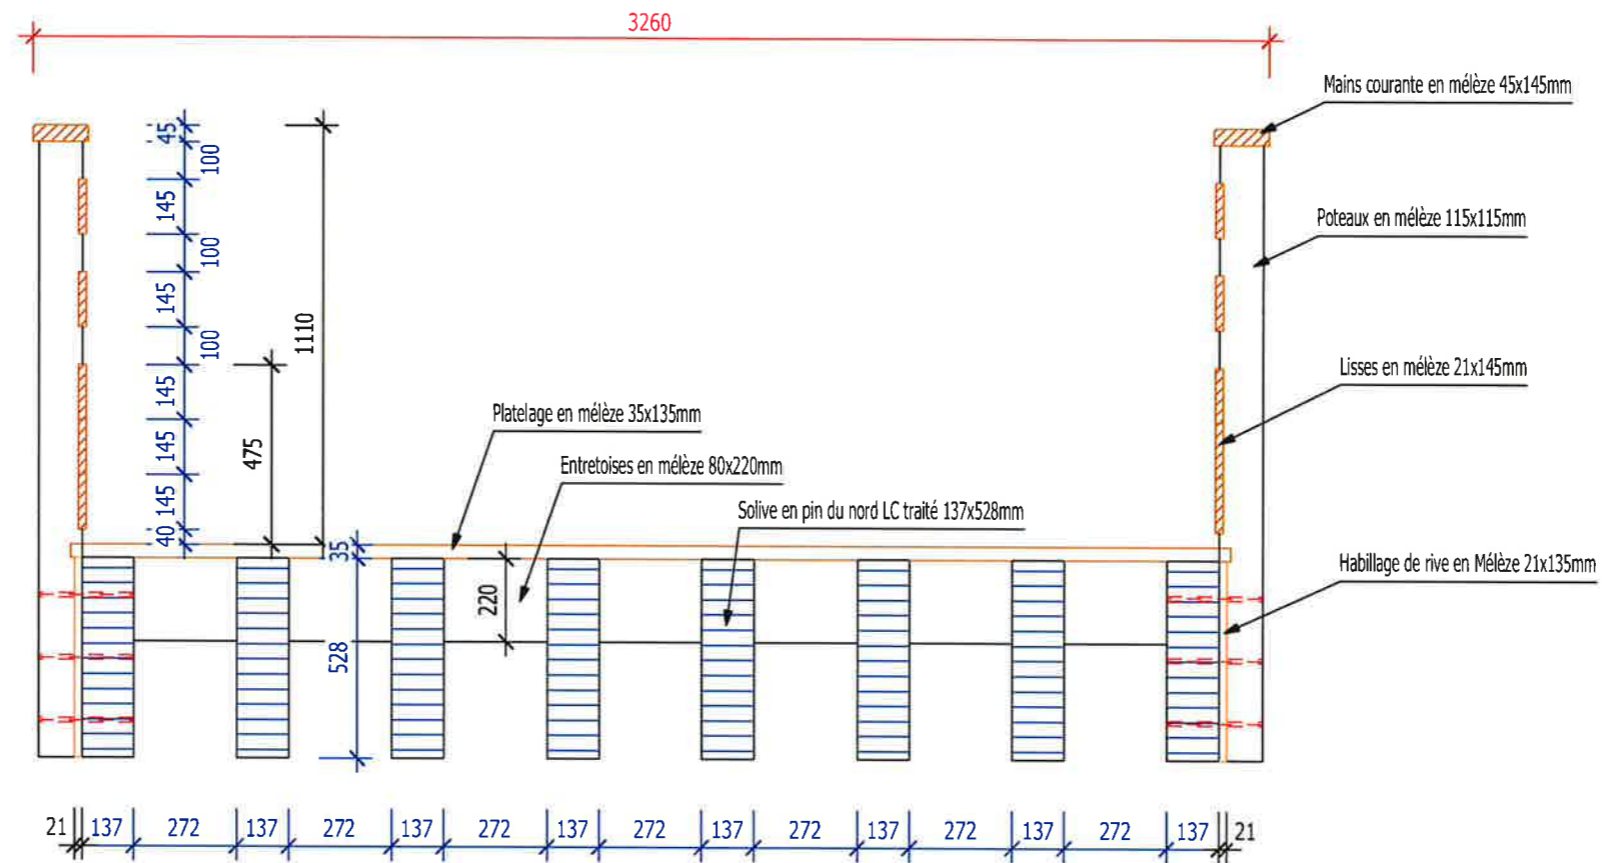 3260
Mains courante en mélèze 45x145mm
45
100
145
Poteaux en mélèze 115x115mm
100
145
1110
100
Lisses en mélèze 21x145mm
145
475
Platelage en mélèze 35x135mm
145
Entretoises en mélèze 80x220mm
145
Solive en pin du nord LC traité 137x528mm
40
35
Habillage de rive en Mélèze 21x135mm
220
528
21 137 272 137 272 137 272 137 272 137 272 137 272 137 272 137 21